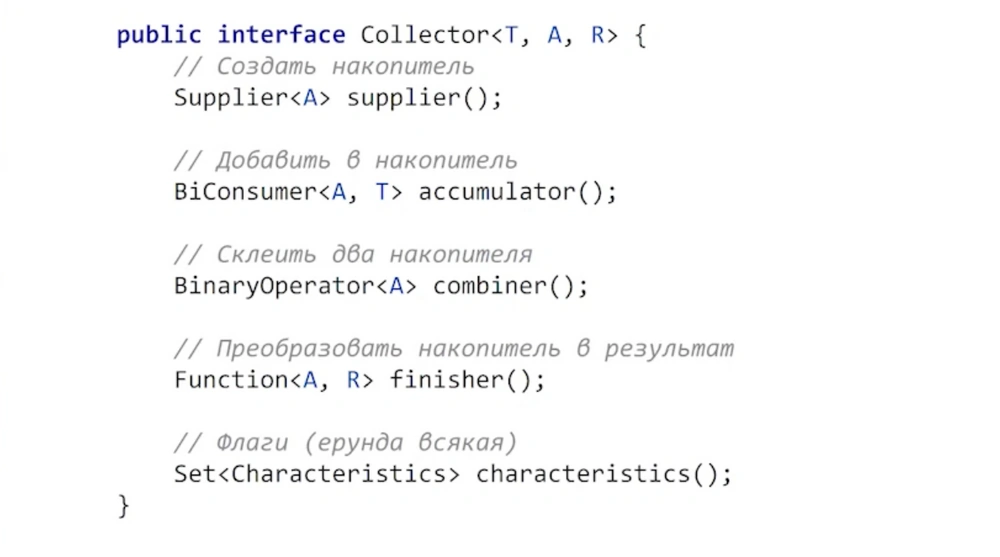 public interface Collector<T, A, R> {
// Создать накопитель
Supplier<A> supplier();
// Добавить в накопитель
BiConsumer<A, T> accumulator();
// Склеить два накопителя
BinaryOperator<A> combiner();
// Преобразовать накопитель в результат
Function<A, R> finisher();
// Флаги (ерунда всякая)
Set<Characteristics> characteristics();
}